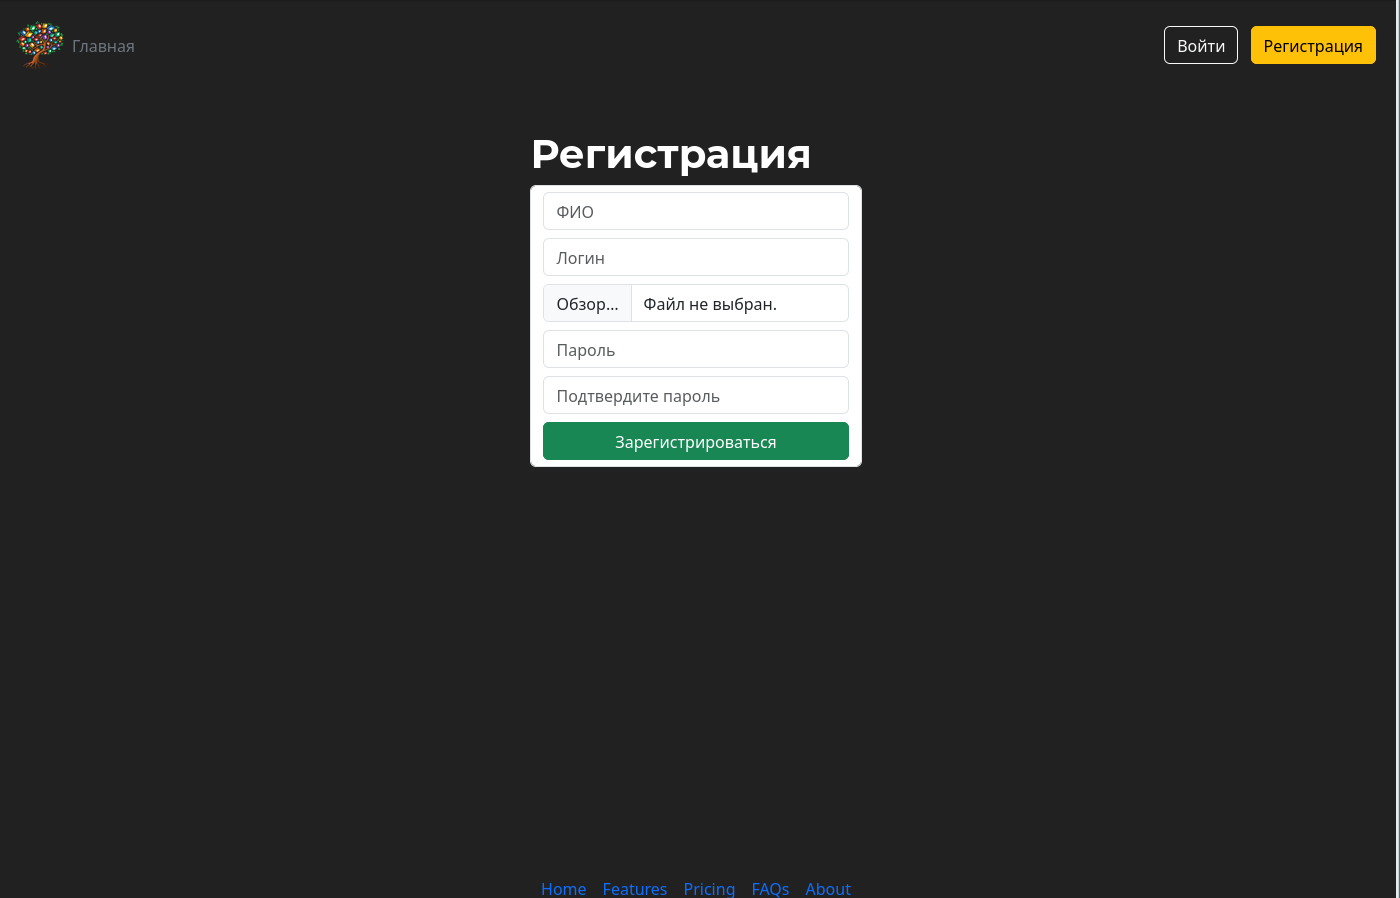 Главная
Войти
Регистрация
Регистрация
ФИО
Логин
Обзор... Файл не выбран.
Пароль
Подтвердите пароль
Зарегистрироваться
Home Features Pricing FAQs About